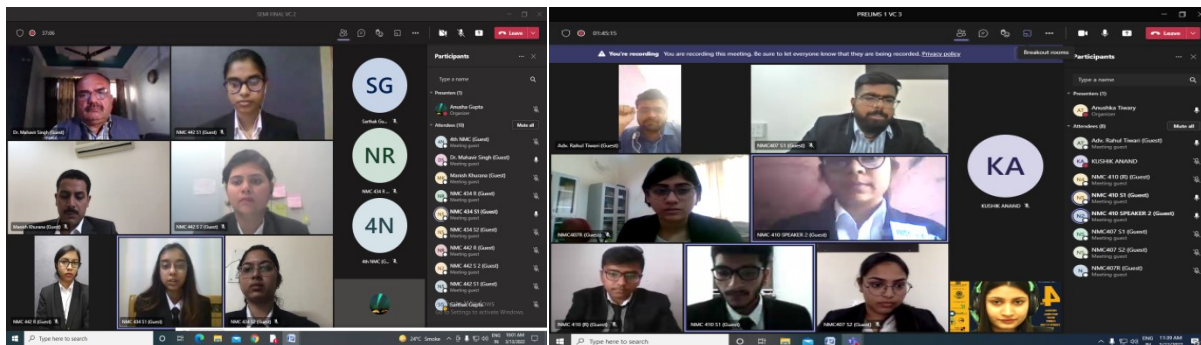 SEMI FINAL VC 2
37:06
Leave
Dr. Mahavir Singh (Guest)
NMC 442 S1 (Guest)
Manish Khurana (Guest)
NMC 442 S 2 (Guest)
NMC 442 R (Guest)
NMC 434 S1 (Guest)
NMC 434 S2 (Guest)
SG
Sarthak Gu...
NR
NMC 434 R ...
4N
4th NMC (G...
Participants
Type a name
Presenters (1)
Anusha Gupta
Organizer
Attendees (10)
Mute all
4th NMC (Guest)
Meeting guest
Dr. Mahavir Singh (Guest)
Meeting guest
Manish Khurana (Guest)
Meeting guest
NMC 434 R (Guest)
Meeting guest
NMC 434 S1 (Guest)
Meeting guest
NMC 434 S2 (Guest)
Meeting guest
NMC 442 R (Guest)
Meeting guest
NMC 442 S 2 (Guest)
Meeting guest
NMC 442 S1 (Guest)
Meeting guest
Sarthak Gupta
Go to Settings to activate Windows.
Type here to search
24°C Smoke
ENG
IN
10:01 AM
2/13/2022
PRELIMS 1 VC 3
01:45:15
Leave
You're recording You are recording this meeting. Be sure to let everyone know that they are being recorded. Privacy policy
Breakout rooms
Adv. Rahul Tiwari (Guest)
NMC407 S1 (Guest)
NMC407R (Guest)
NMC 410 SPEAKER 2 (Guest)
NMC 410 (R) (Guest)
NMC 410 S1 (Guest)
NMC407 S2 (Guest)
KA
KUSHIK ANAND
4
Participants
Type a name
Presenters (1)
Anushka Tiwary
Organizer
Attendees (8)
Mute all
Adv. Rahul Tiwari (Guest)
Meeting guest
KUSHIK ANAND
NMC 410 (R) (Guest)
Meeting guest
NMC 410 S1 (Guest)
Meeting guest
NMC 410 SPEAKER 2 (Guest)
Meeting guest
NMC407 S1 (Guest)
Meeting guest
NMC407 S2 (Guest)
Meeting guest
NMC407R (Guest)
Meeting guest
Type here to search
ENG
IN
11:09 AM